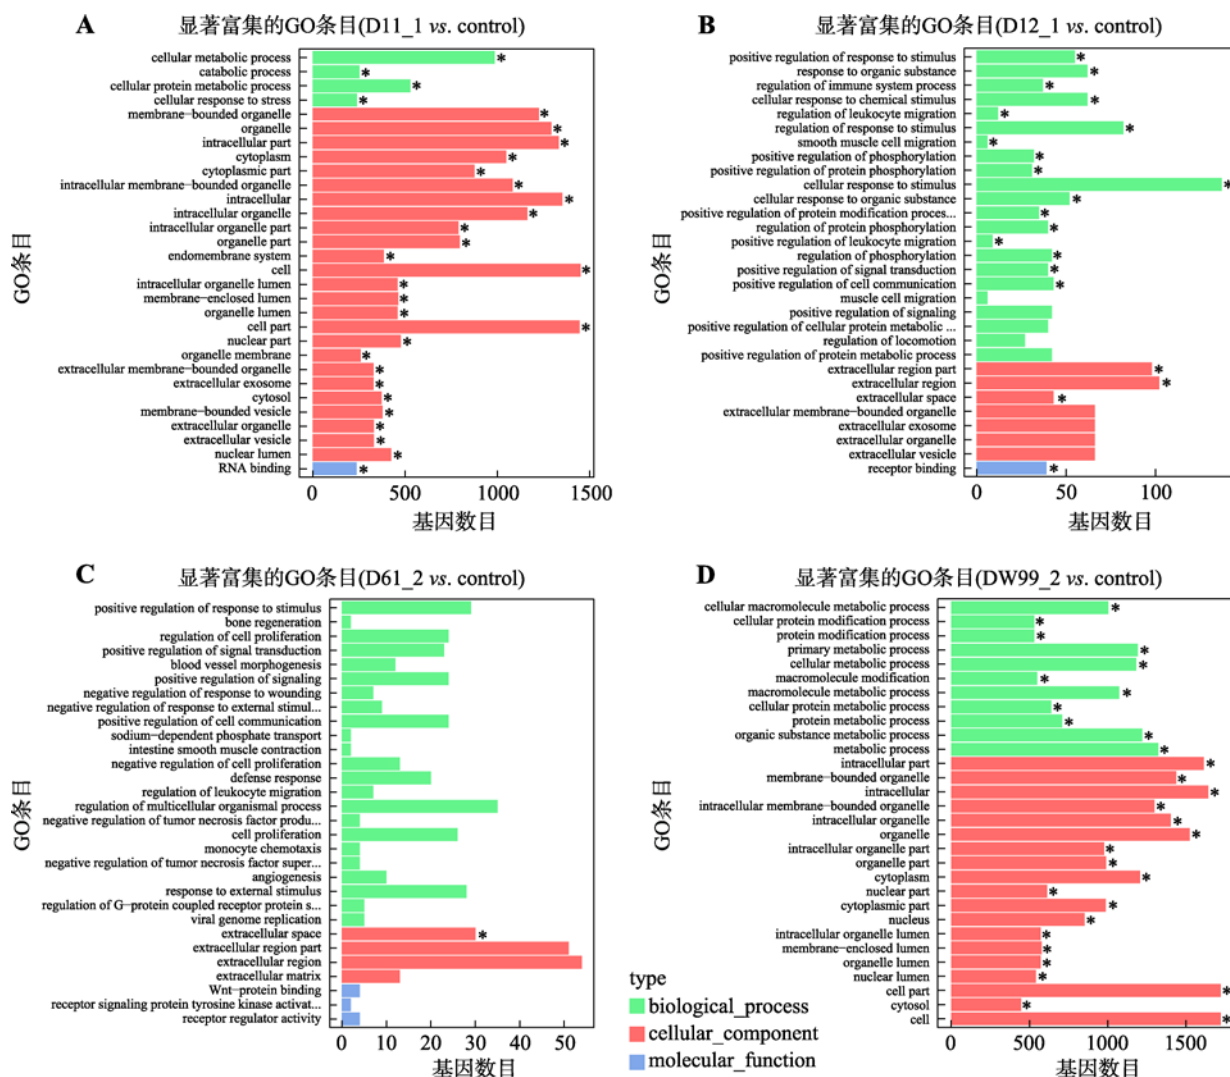 A 显著富集的GO条目(D11_1 vs. control)
cellular metabolic process *
catabolic process *
cellular protein metabolic process *
cellular response to stress *
membrane-bounded organelle *
organelle *
intracellular part *
cytoplasm *
cytoplasmic part *
intracellular membrane-bounded organelle *
intracellular *
intracellular organelle *
intracellular organelle part *
organelle part *
endomembrane system *
cell *
intracellular organelle lumen *
membrane-enclosed lumen *
organelle lumen *
cell part *
nuclear part *
organelle membrane *
extracellular membrane-bounded organelle *
extracellular exosome *
cytosol *
membrane-bounded vesicle *
extracellular organelle *
extracellular vesicle *
nuclear lumen *
RNA binding *
GO条目
0 500 1000 1500
基因数目
B 显著富集的GO条目(D12_1 vs. control)
positive regulation of response to stimulus *
response to organic substance *
regulation of immune system process *
cellular response to chemical stimulus *
regulation of leukocyte migration *
regulation of response to stimulus *
smooth muscle cell migration *
positive regulation of phosphorylation *
positive regulation of protein phosphorylation *
cellular response to stimulus *
cellular response to organic substance *
positive regulation of protein modification proces... *
regulation of protein phosphorylation *
positive regulation of leukocyte migration *
regulation of phosphorylation *
positive regulation of signal transduction *
positive regulation of cell communication *
muscle cell migration
positive regulation of signaling
positive regulation of cellular protein metabolic ...
regulation of locomotion
positive regulation of protein metabolic process
extracellular region part *
extracellular region *
extracellular space *
extracellular membrane-bounded organelle
extracellular exosome
extracellular organelle
extracellular vesicle
receptor binding *
GO条目
0 50 100
基因数目
C 显著富集的GO条目(D61_2 vs. control)
positive regulation of response to stimulus
bone regeneration
regulation of cell proliferation
positive regulation of signal transduction
blood vessel morphogenesis
positive regulation of signaling
negative regulation of response to wounding
negative regulation of response to external stimul...
positive regulation of cell communication
sodium-dependent phosphate transport
intestine smooth muscle contraction
negative regulation of cell proliferation
defense response
regulation of leukocyte migration
regulation of multicellular organismal process
negative regulation of tumor necrosis factor produ...
cell proliferation
monocyte chemotaxis
negative regulation of tumor necrosis factor super...
angiogenesis
response to external stimulus
regulation of G-protein coupled receptor protein s...
viral genome replication
extracellular space *
extracellular region part
extracellular region
extracellular matrix
Wnt-protein binding
receptor signaling protein tyrosine kinase activat...
receptor regulator activity
GO条目
0 10 20 30 40 50
基因数目
type
biological_process
cellular_component
molecular_function
D 显著富集的GO条目(DW99_2 vs. control)
cellular macromolecule metabolic process *
cellular protein modification process *
protein modification process *
primary metabolic process *
cellular metabolic process *
macromolecule modification *
macromolecule metabolic process *
cellular protein metabolic process *
protein metabolic process *
organic substance metabolic process *
metabolic process *
intracellular part *
membrane-bounded organelle *
intracellular *
intracellular membrane-bounded organelle *
intracellular organelle *
organelle *
intracellular organelle part *
organelle part *
cytoplasm *
nuclear part *
cytoplasmic part *
nucleus *
intracellular organelle lumen *
membrane-enclosed lumen *
organelle lumen *
nuclear lumen *
cell part *
cytosol *
cell *
GO条目
0 500 1000 1500
基因数目